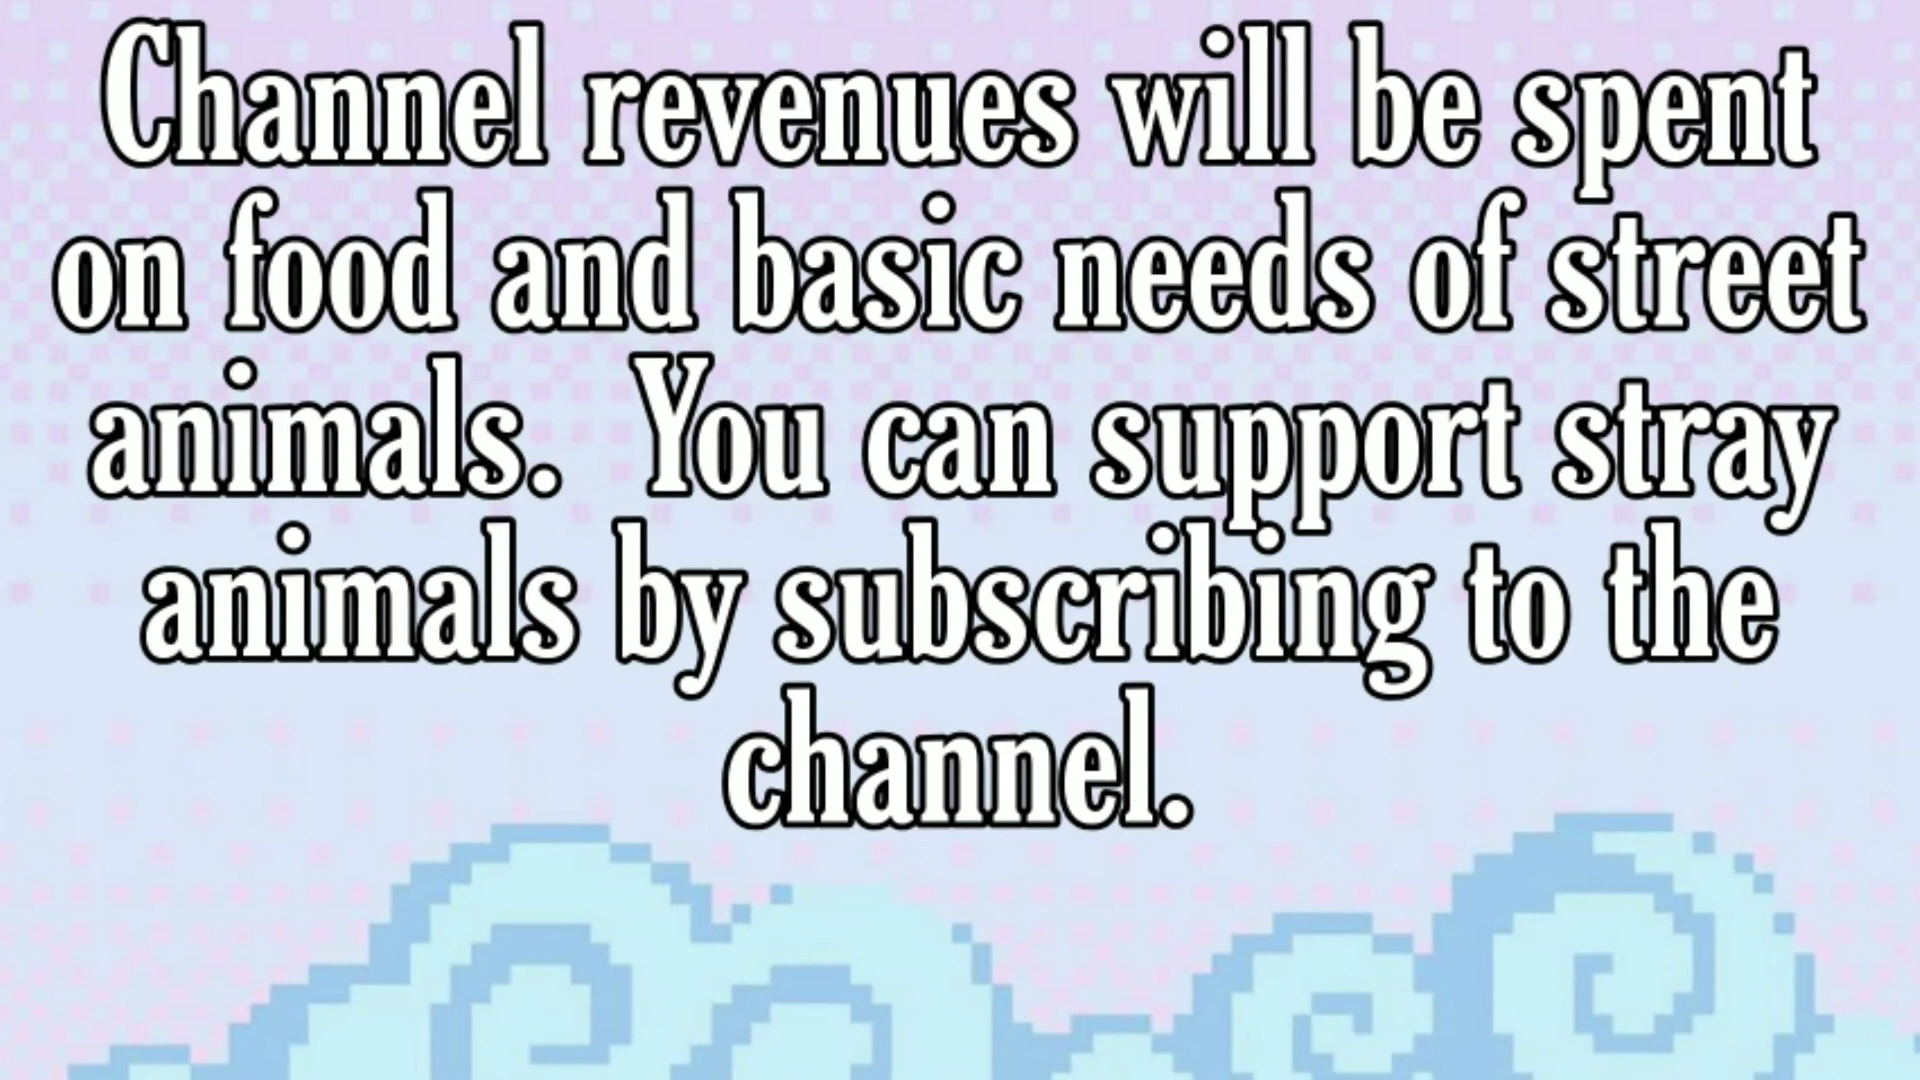 Channel revenues will be spent
on food and basic needs of street
animals.  You can support stray
animals by subscribing to the
channel.